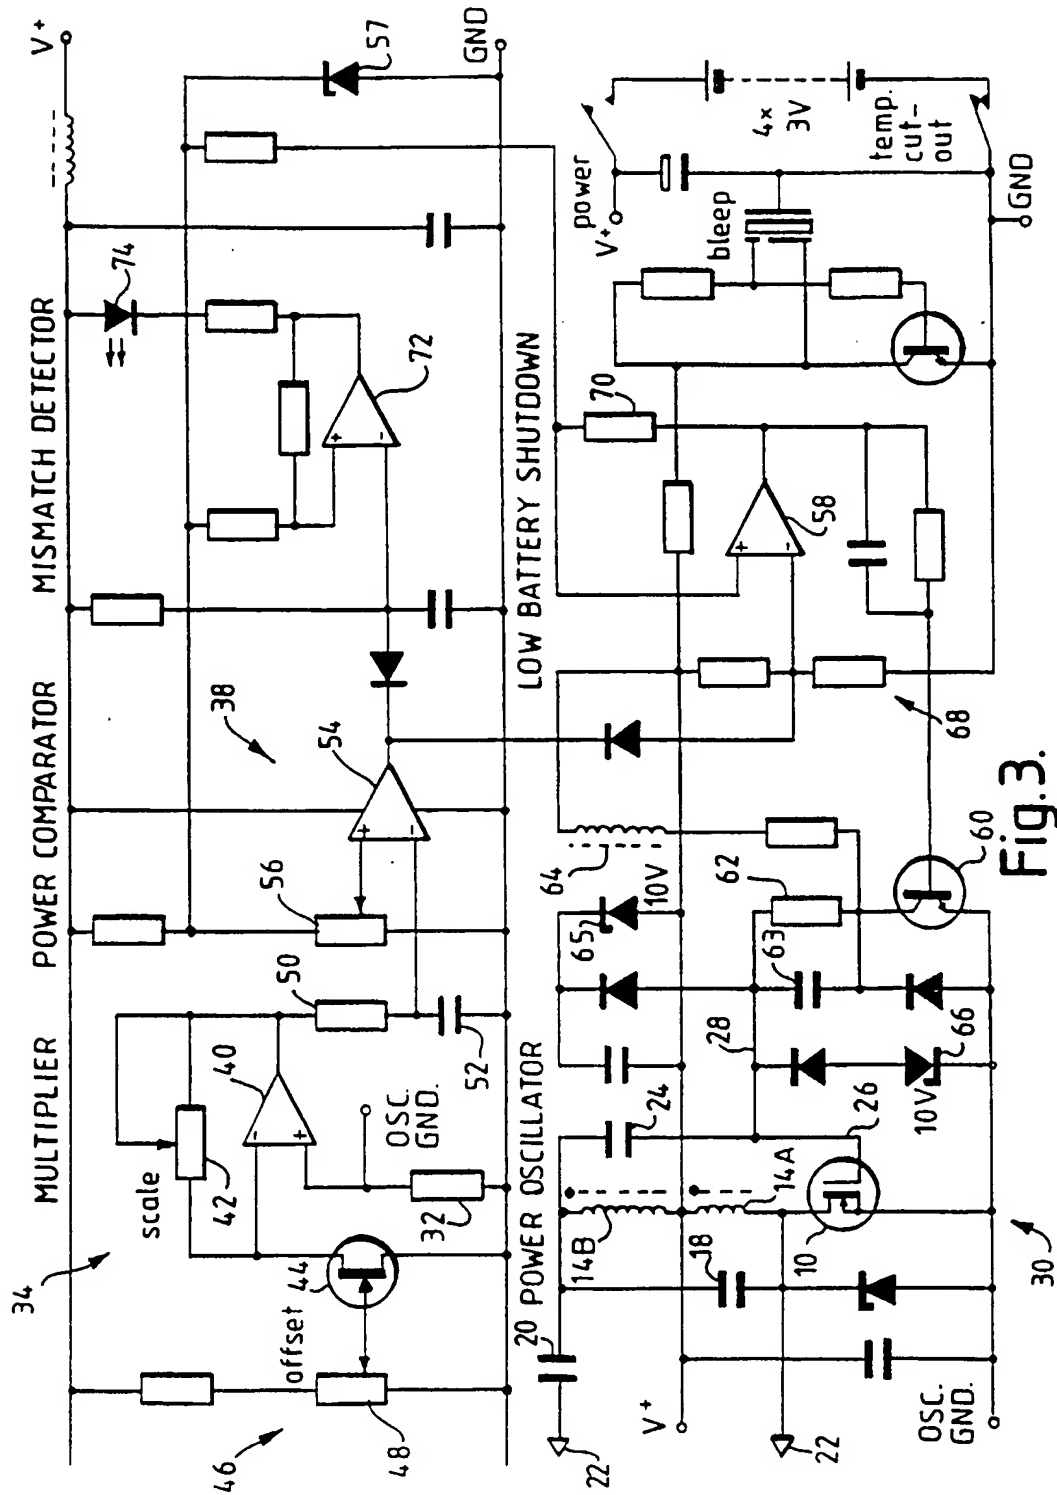 34
MULTIPLIER
POWER COMPARATOR
MISMATCH DETECTOR
V+
scale
42
40
50
56
38
54
74
72
57
46
48
offset
44
32
OSC.
GND.
52
+
-
+
-
+
-
GND
20
POWER OSCILLATOR
LOW BATTERY SHUTDOWN
22
14B
18
24
28
65
10V
64
63
62
70
58
+
-
bleep
power
V+
4x
3V
temp.
cut-
out
V+
22
14A
10
26
10V
66
60
68
OSC.
GND.
30
GND
Fig.3.